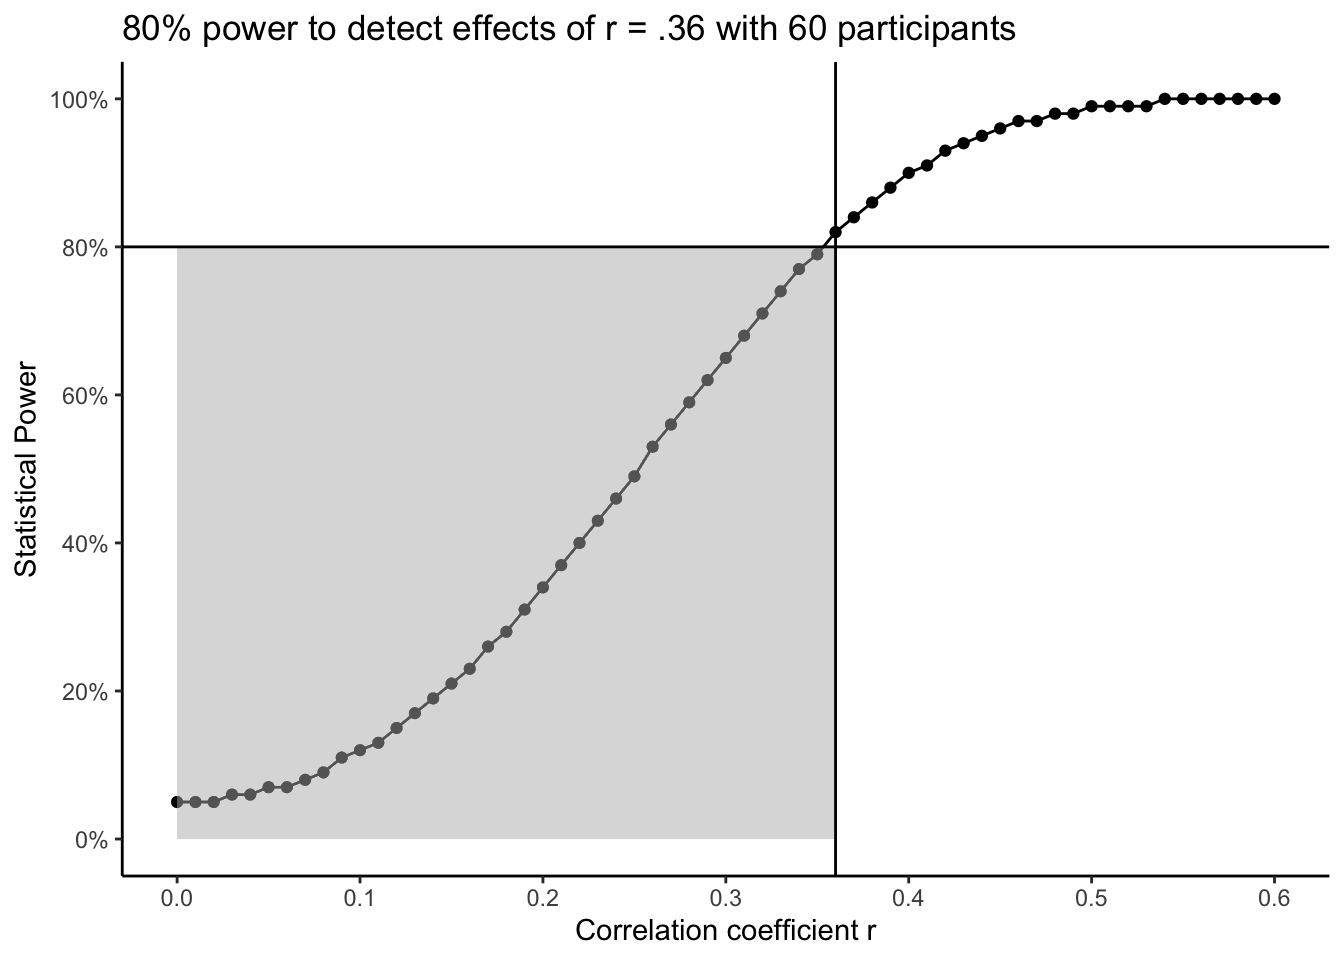 80% power to detect effects of r = .36 with 60 participants
100%
80%
60%
40%
20%
0%
Statistical Power
0.0 0.1 0.2 0.3 0.4 0.5 0.6
Correlation coefficient r